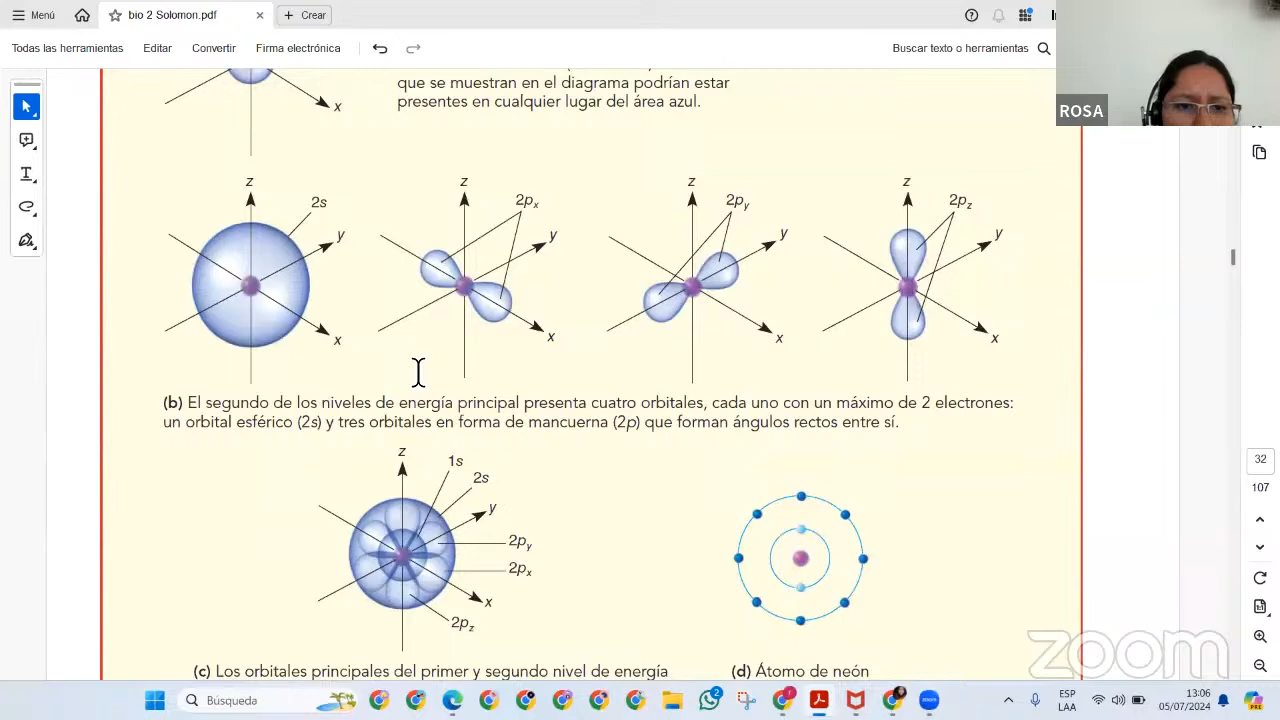 Menú
bio 2 Solomon.pdf
Crear
Todas las herramientas
Editar
Convertir
Firma electrónica
Buscar texto o herramientas
ROSA
que se muestran en el diagrama podrían estar
presentes en cualquier lugar del área azul.
x
z
2s
y
x
z
2px
y
x
z
2py
y
x
z
2pz
y
x
(b) El segundo de los niveles de energía principal presenta cuatro orbitales, cada uno con un máximo de 2 electrones:
un orbital esférico (2s) y tres orbitales en forma de mancuerna (2p) que forman ángulos rectos entre sí.
z
1s
2s
y
2py
2px
x
2pz
(c) Los orbitales principales del primer y segundo nivel de energía
(d) Átomo de neón
32
107
zoom
Búsqueda
2
ESP
LAA
13:06
05/07/2024